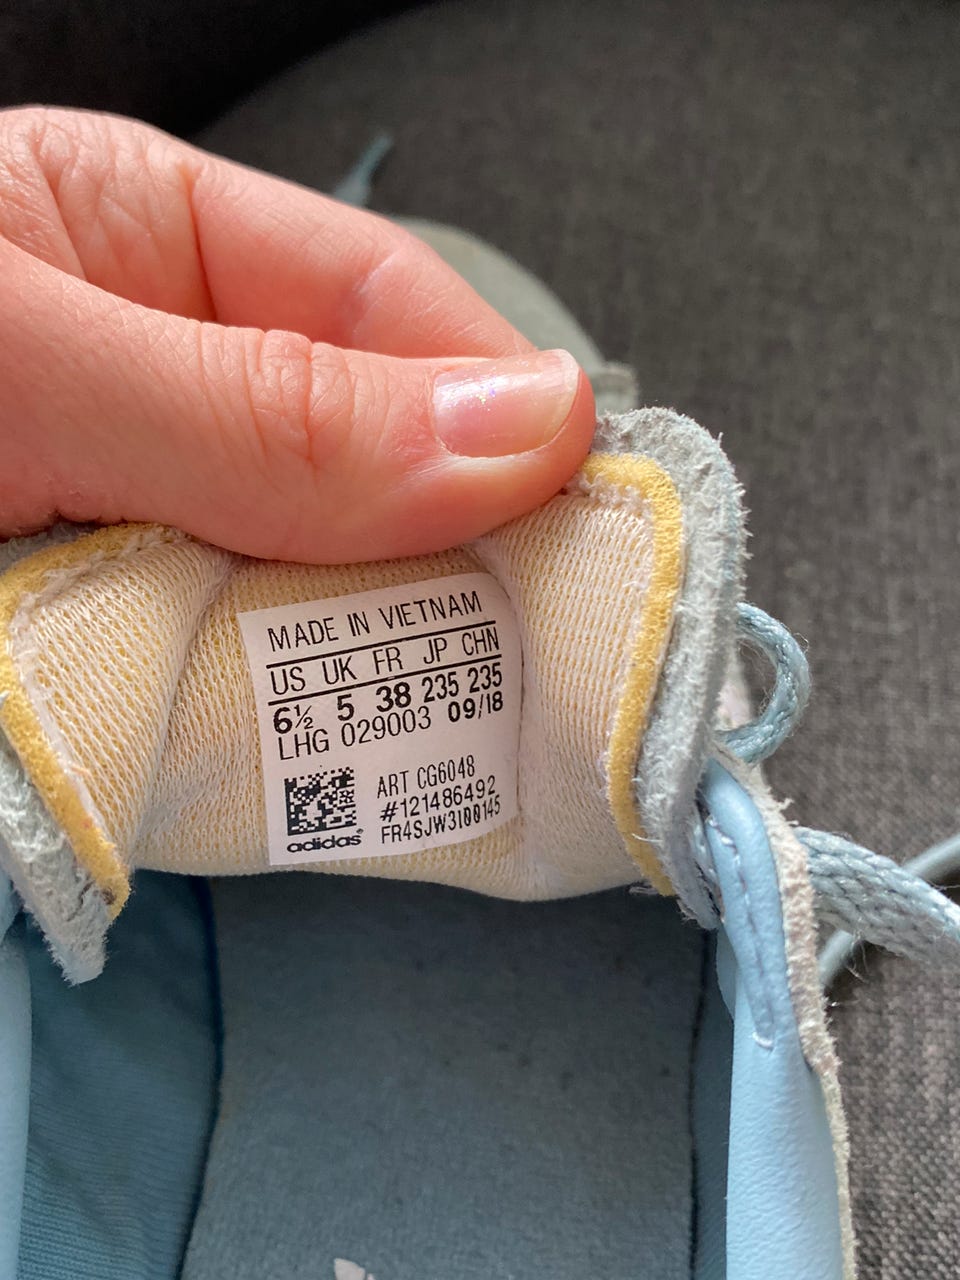 MADE IN VIETNAM
US UK FR JP CHN
6½ 5 38 235 235
LHG 029003 09/18
ART CG6048
#121486492
FR4SJW3I00145
adidas®